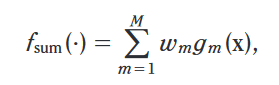 f_sum(·) = ∑_{m=1}^{M} w_m g_m(x),